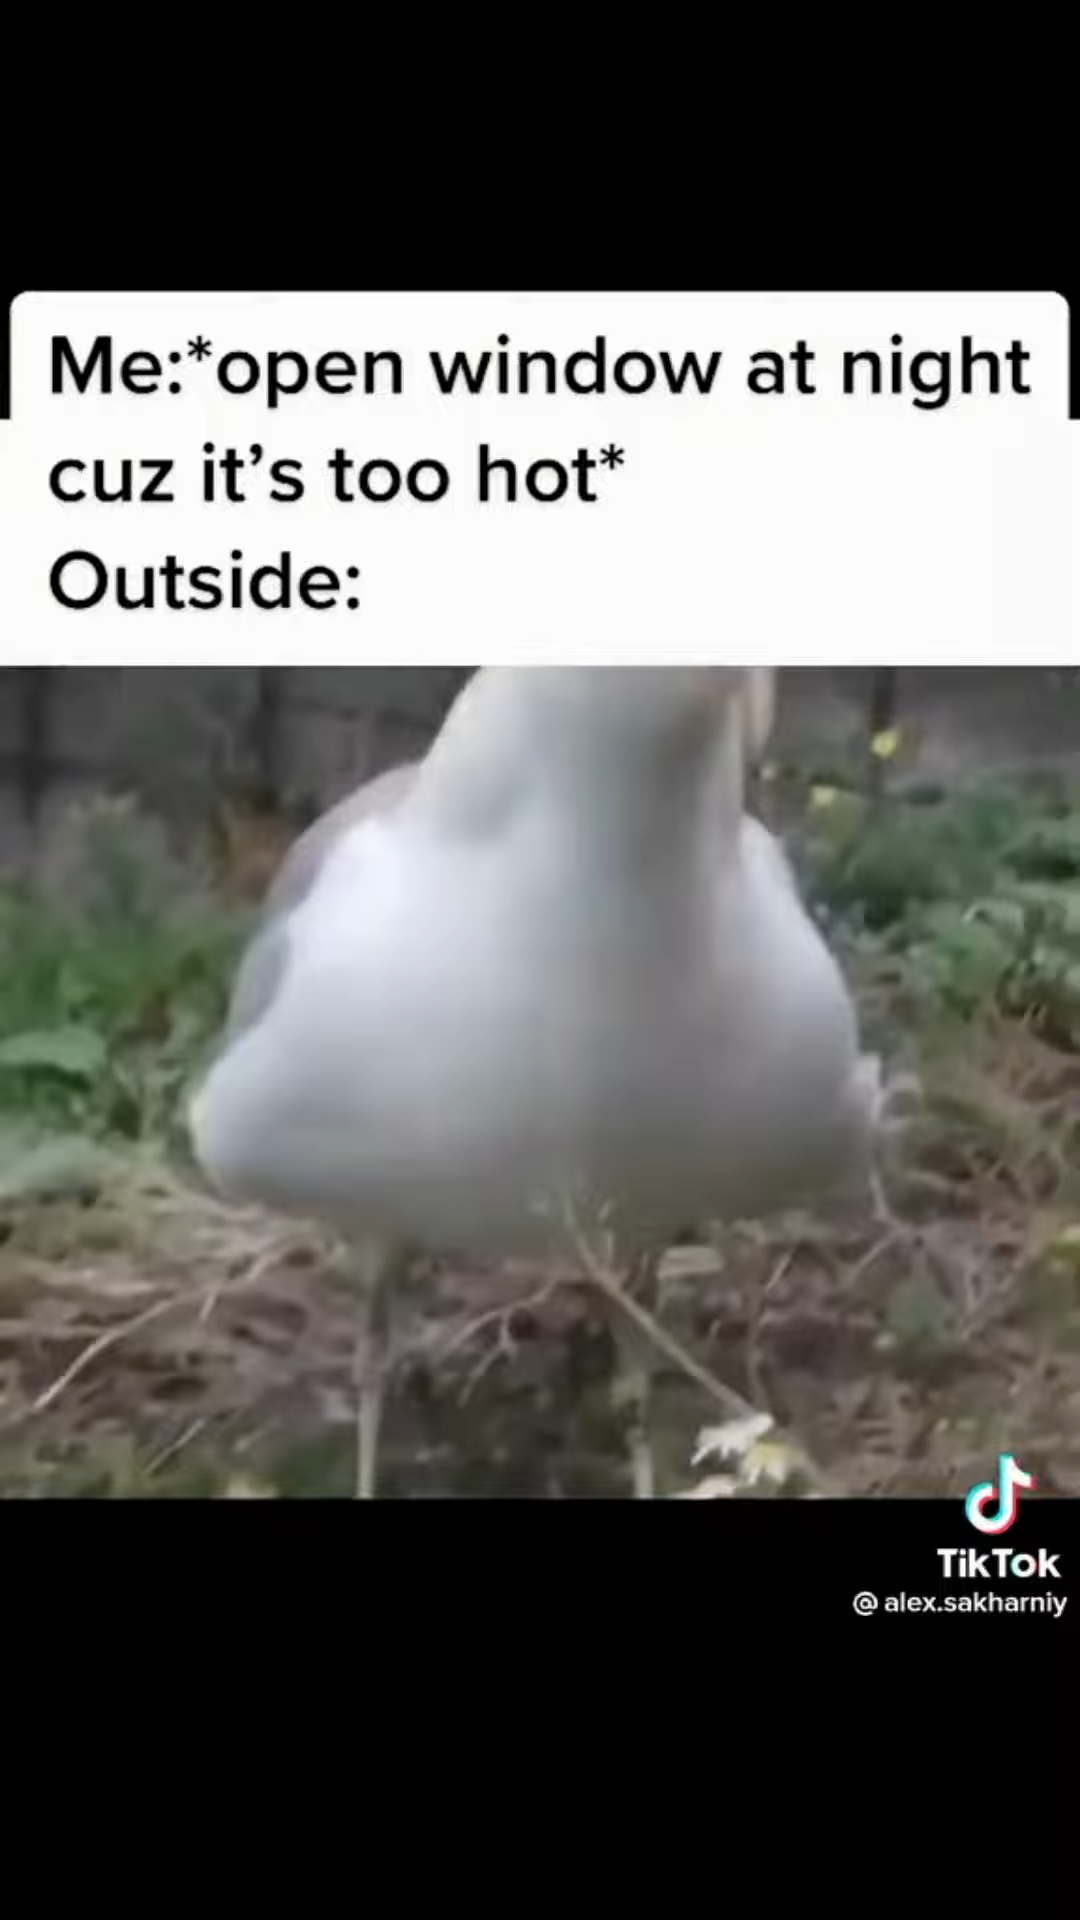 Me:*open window at night
cuz it’s too hot*
Outside:
TikTok
@alex.sakharniy